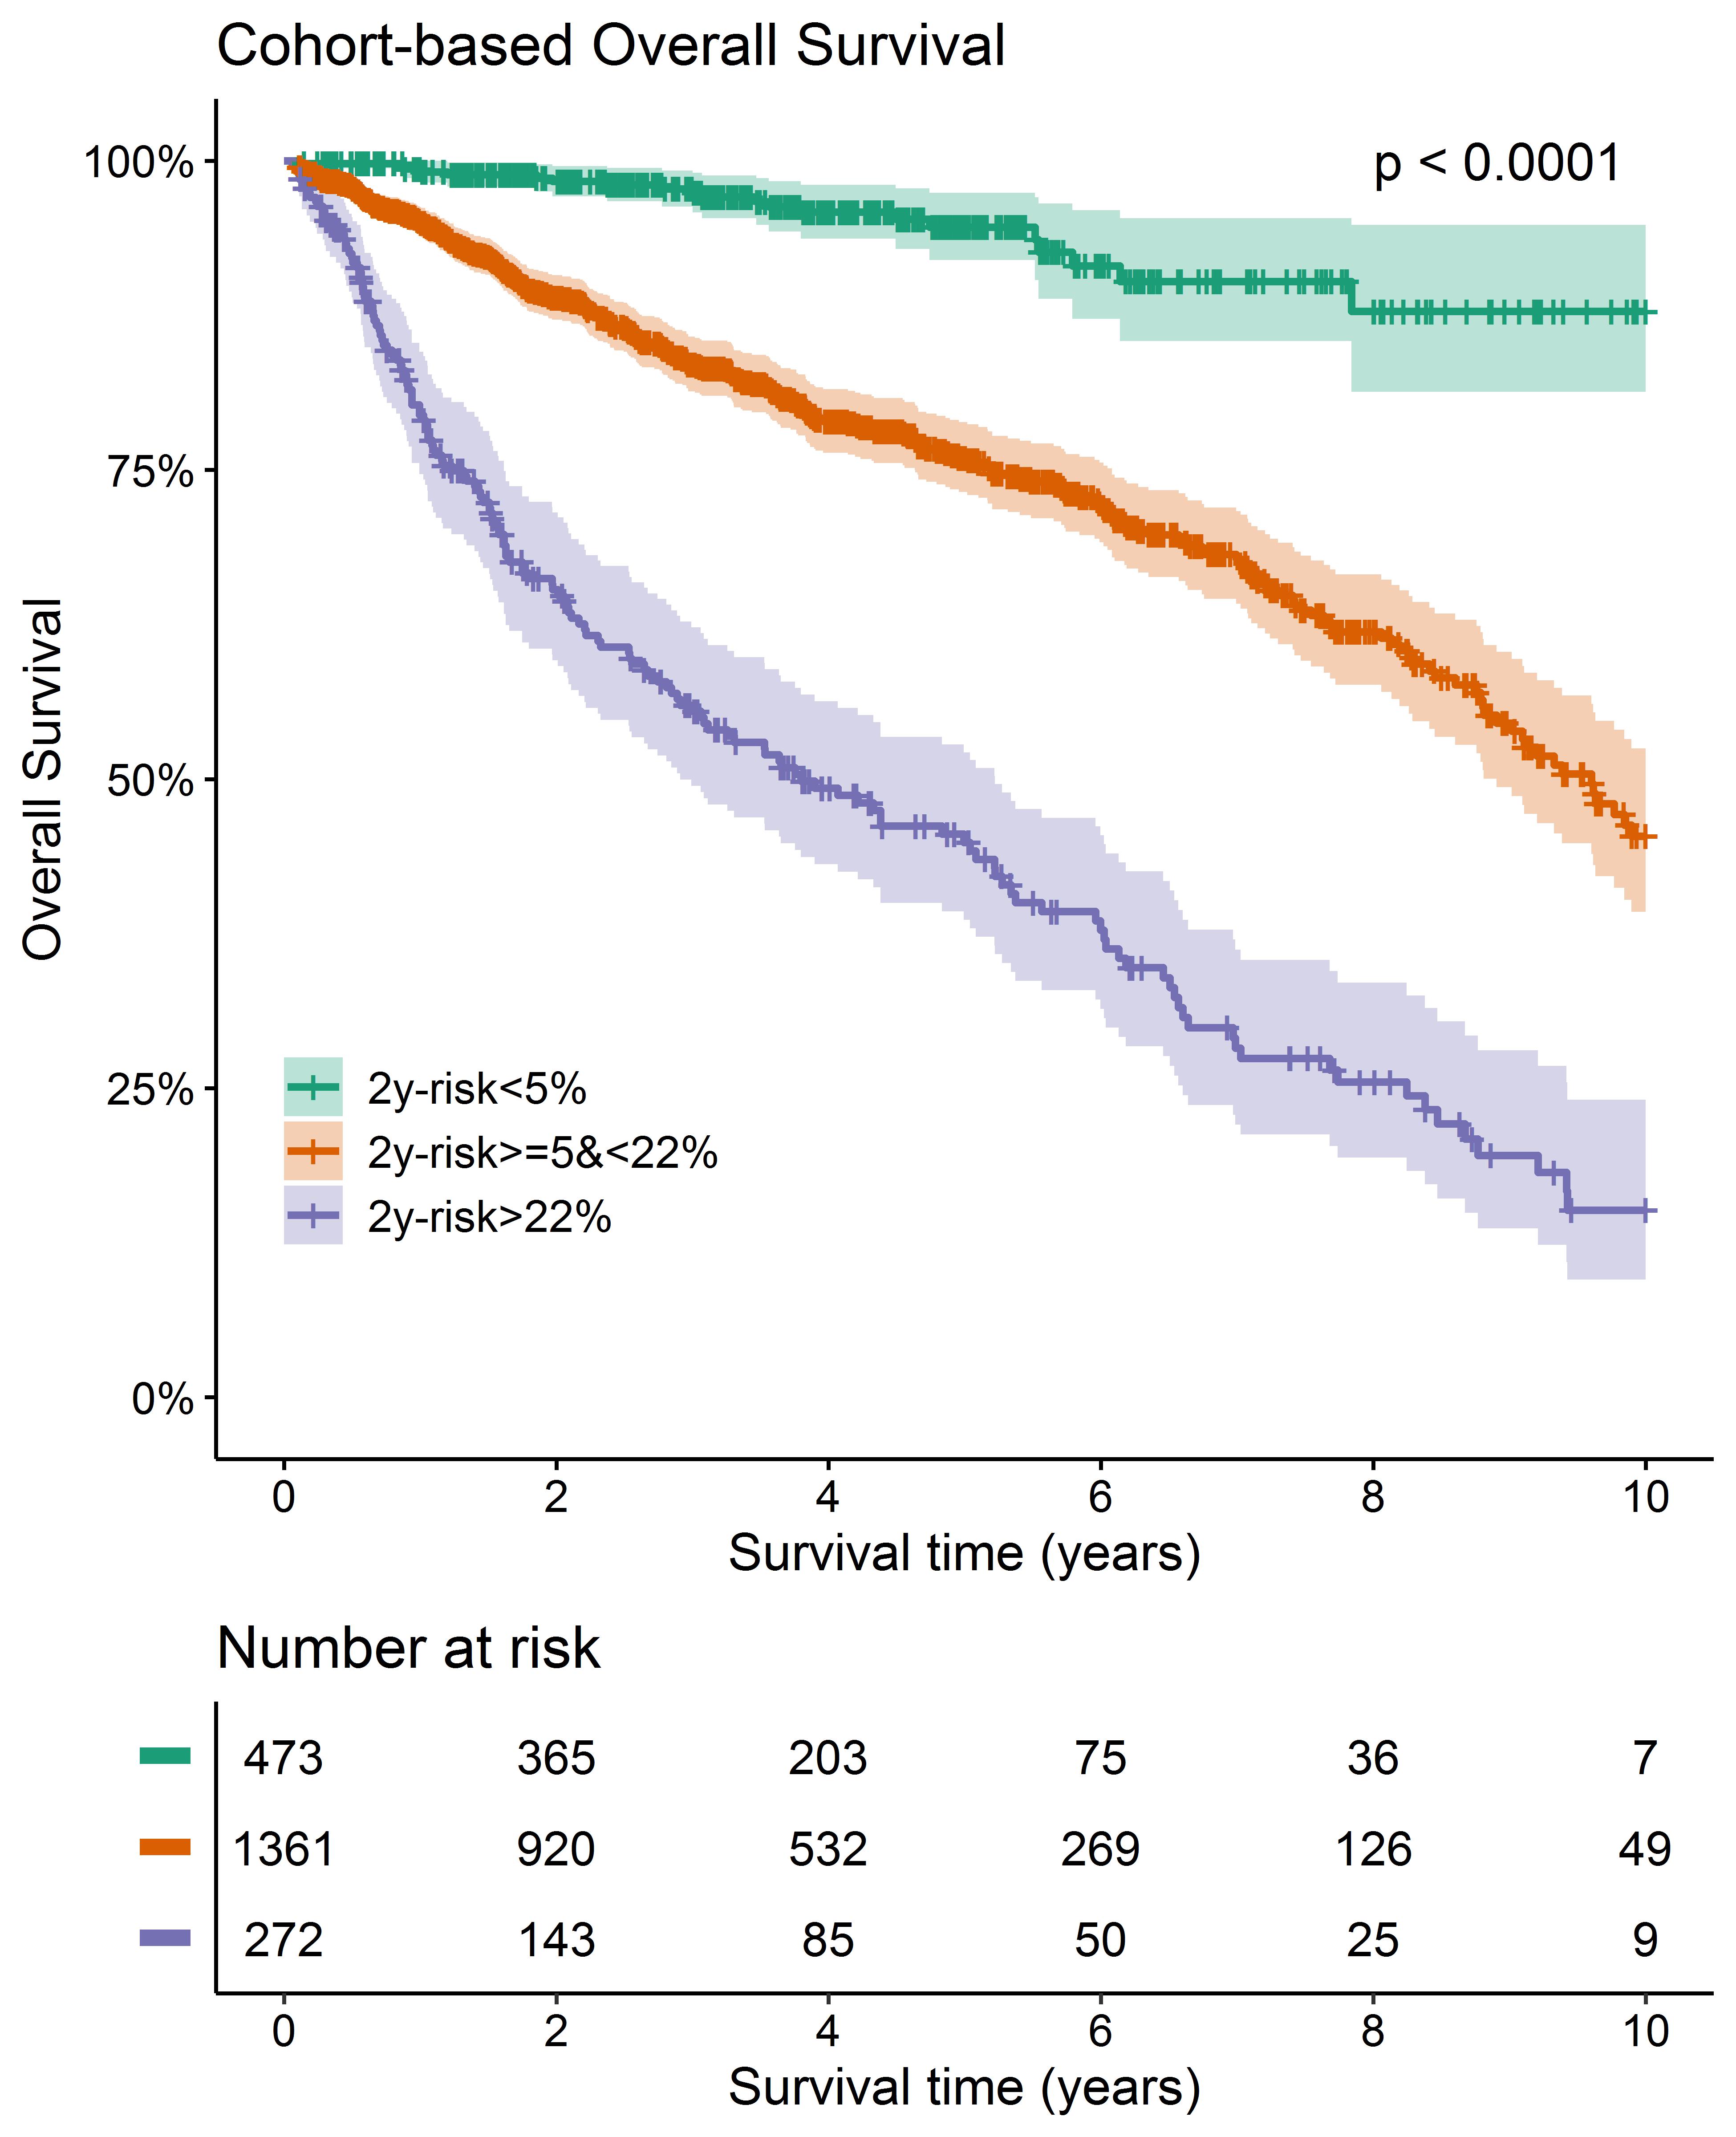 Cohort-based Overall Survival
p < 0.0001
100%
75%
50%
25%
0%
Overall Survival
2y-risk<5%
2y-risk>=5&<22%
2y-risk>22%
0 2 4 6 8 10
Survival time (years)
Number at risk
473 365 203 75 36 7
1361 920 532 269 126 49
272 143 85 50 25 9
0 2 4 6 8 10
Survival time (years)